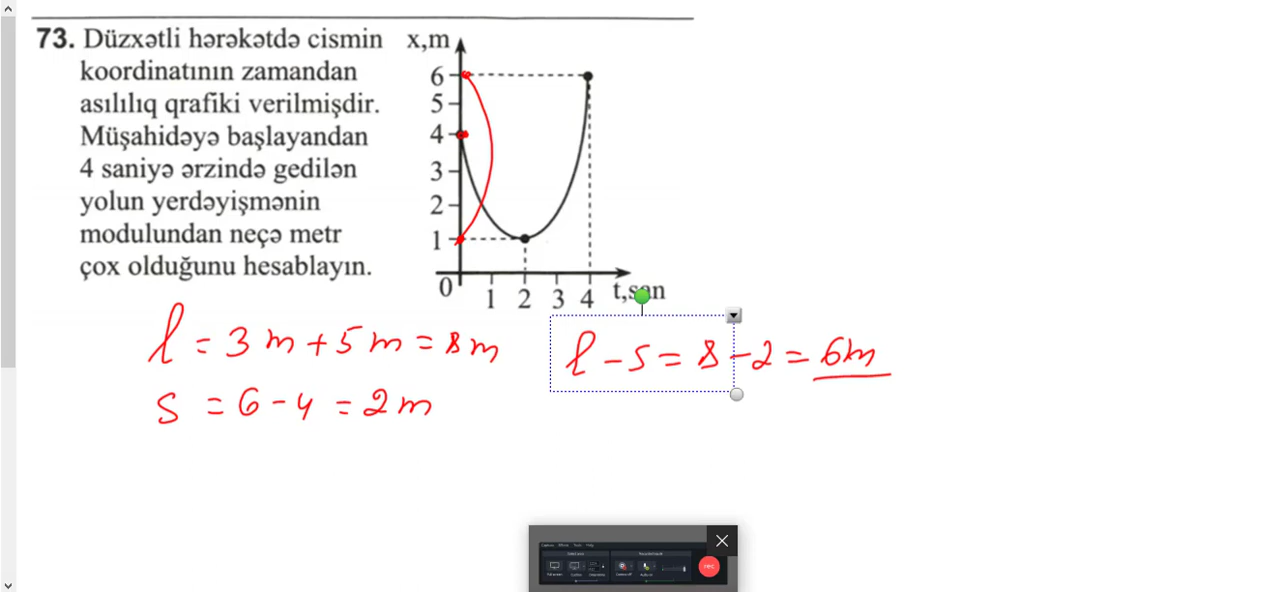 73. Düzxətli hərəkətdə cismin
koordinatının zamandan
asılılıq qrafiki verilmişdir.
Müşahidəyə başlayandan
4 saniyə ərzində gedilən
yolun yerdəyişmənin
modulundan neçə metr
çox olduğunu hesablayın.
x,m
6
5
4
3
2
1
0
1 2 3 4 t,san
l = 3 m + 5 m = 8 m
s = 6 - 4 = 2 m
l - s = 8 - 2 = 6m
rec